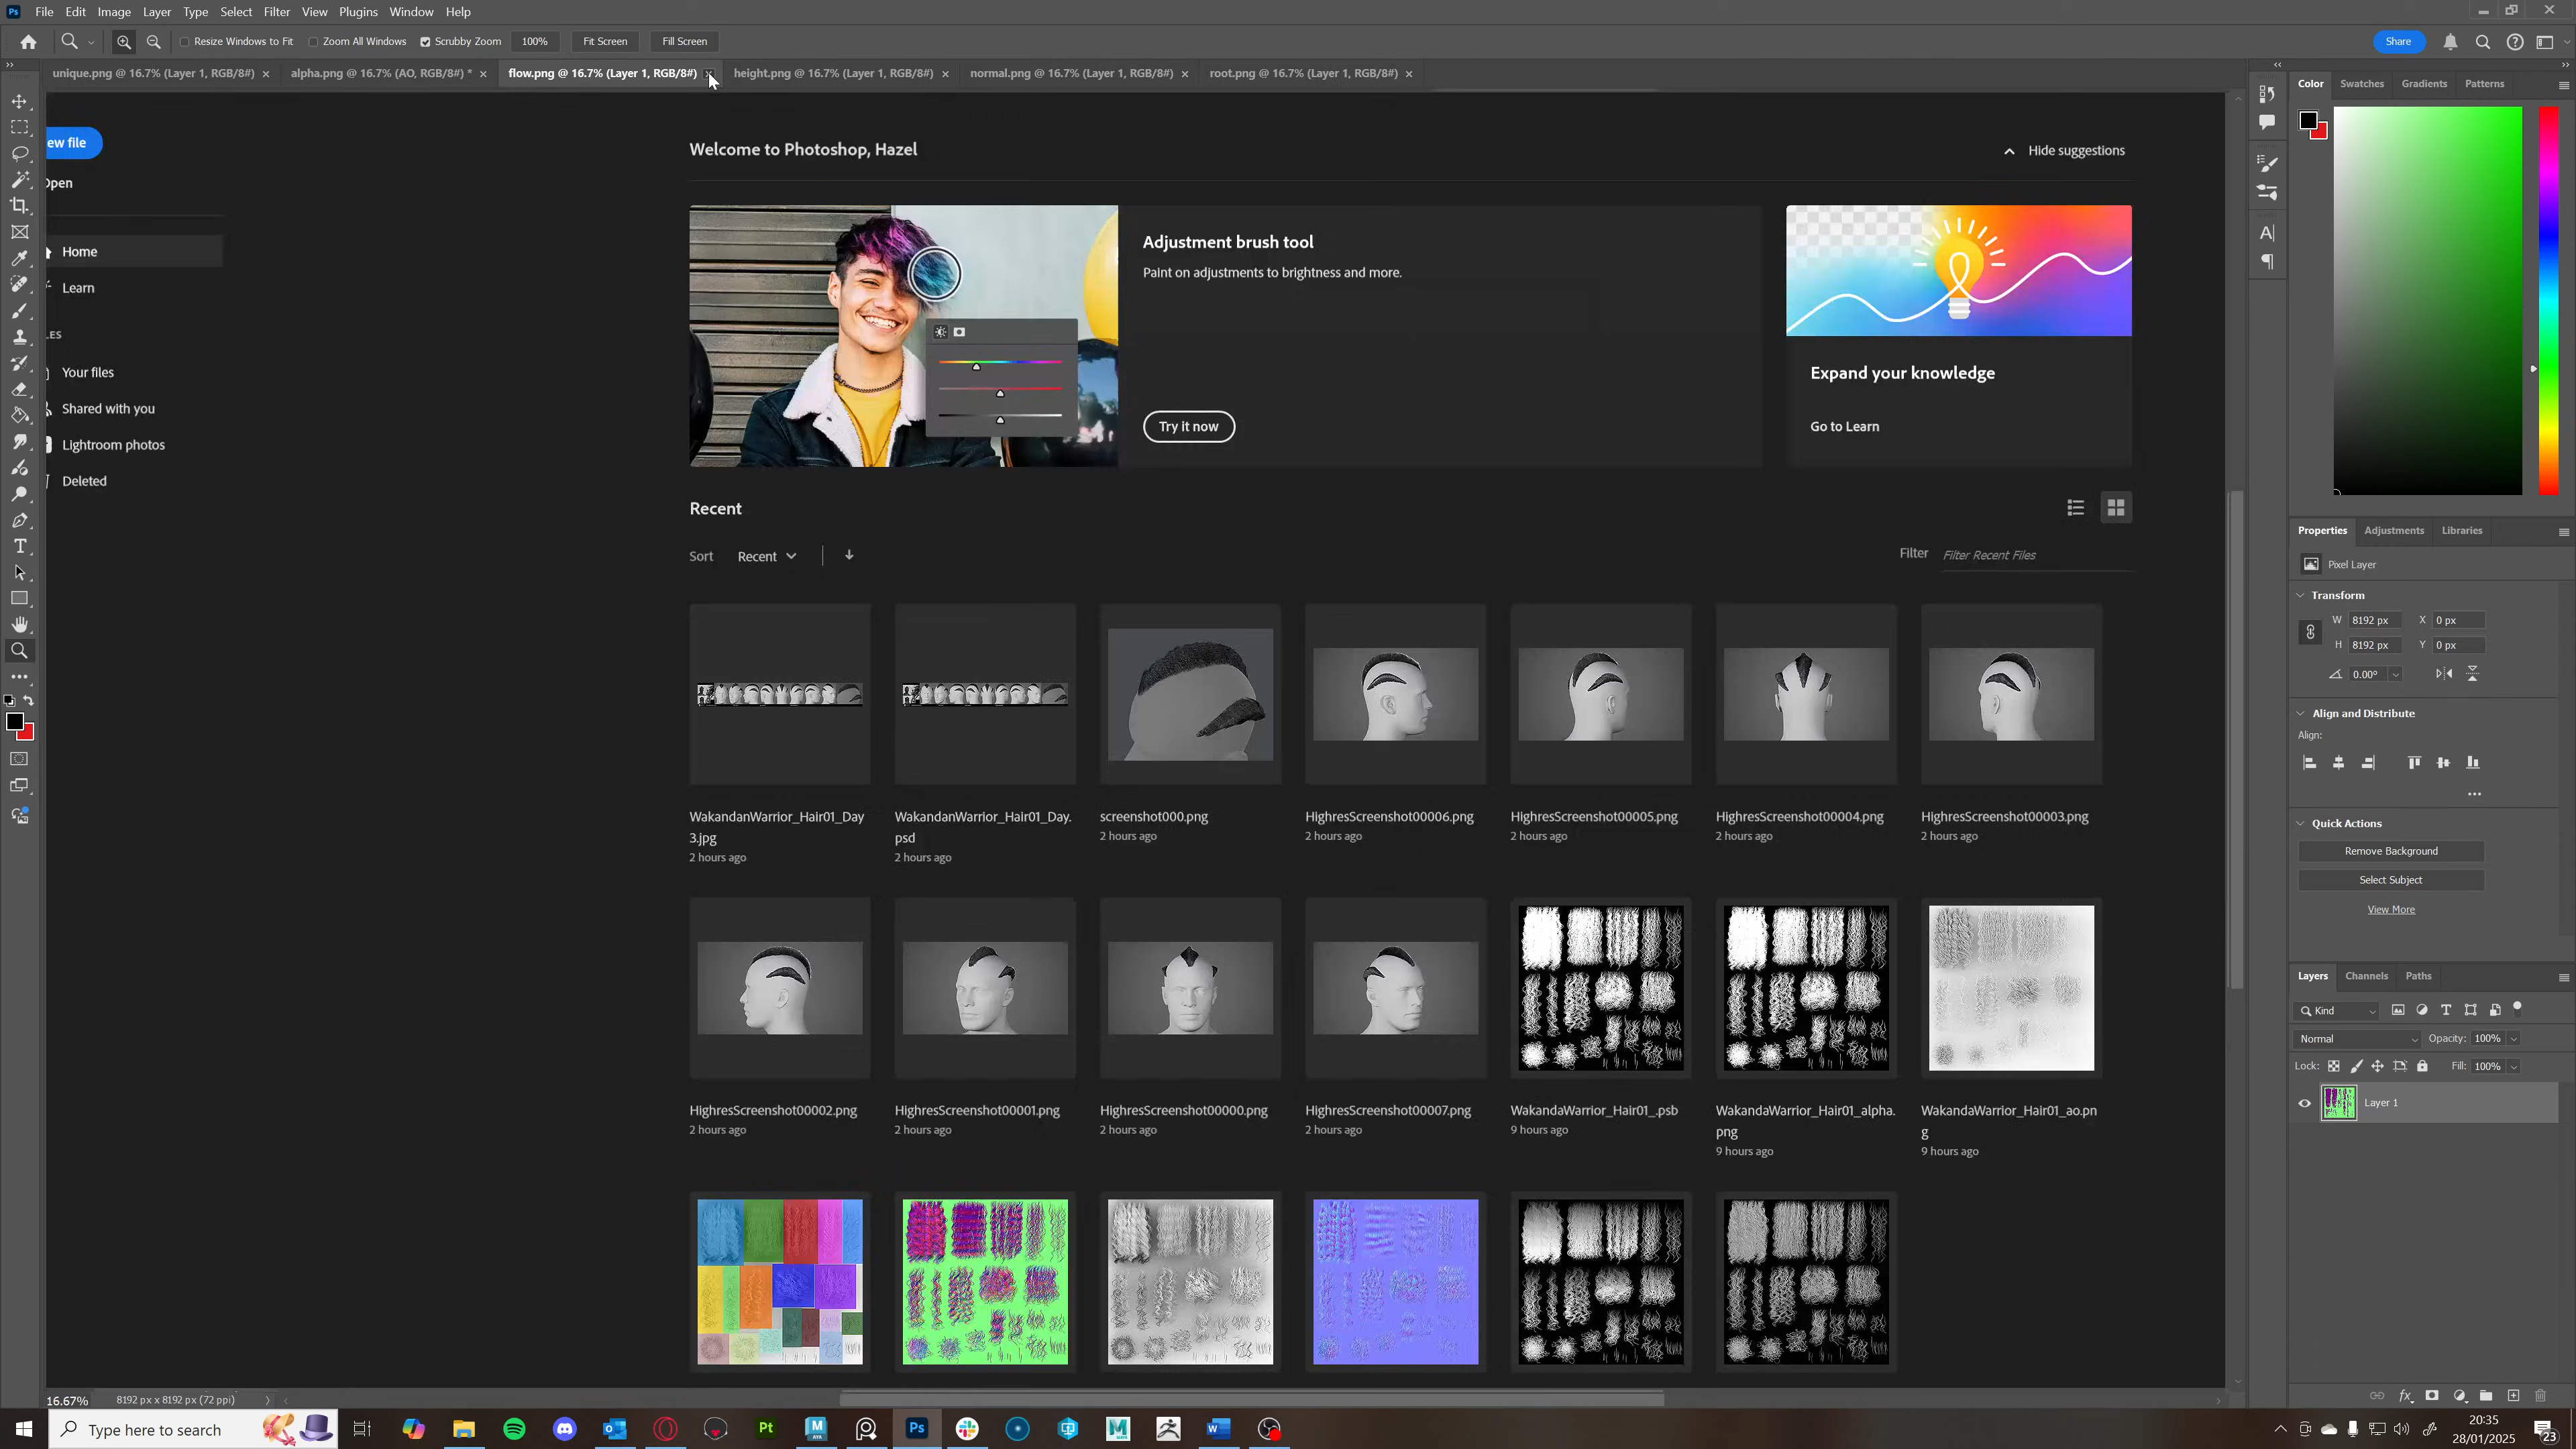 File Edit Image Layer Type Select Filter View Plugins Window Help
Resize Windows to Fit Zoom All Windows Scrubby Zoom 100% Fit Screen Fill Screen Share
unique.png @ 16.7% (Layer 1, RGB/8#) × alpha.png @ 16.7% (AO, RGB/8#) * × flow.png @ 16.7% (Layer 1, RGB/8#) × height.png @ 16.7% (Layer 1, RGB/8#) × normal.png @ 16.7% (Layer 1, RGB/8#) × root.png @ 16.7% (Layer 1, RGB/8#) ×
ew file
Open
Home
Learn
LES
Your files
Shared with you
Lightroom photos
Deleted
Welcome to Photoshop, Hazel
Hide suggestions
Adjustment brush tool
Paint on adjustments to brightness and more.
Try it now
Expand your knowledge
Go to Learn
Recent
Sort Recent
Filter Filter Recent Files
WakandanWarrior_Hair01_Day
3.jpg
2 hours ago
WakandanWarrior_Hair01_Day.
psd
2 hours ago
screenshot000.png
2 hours ago
HighresScreenshot00006.png
2 hours ago
HighresScreenshot00005.png
2 hours ago
HighresScreenshot00004.png
2 hours ago
HighresScreenshot00003.png
2 hours ago
HighresScreenshot00002.png
2 hours ago
HighresScreenshot00001.png
2 hours ago
HighresScreenshot00000.png
2 hours ago
HighresScreenshot00007.png
2 hours ago
WakandaWarrior_Hair01_.psb
9 hours ago
WakandaWarrior_Hair01_alpha.
png
9 hours ago
WakandaWarrior_Hair01_ao.pn
g
9 hours ago
Color Swatches Gradients Patterns
Properties Adjustments Libraries
Pixel Layer
Transform
W 8192 px X 0 px
H 8192 px Y 0 px
0.00°
Align and Distribute
Align:
Quick Actions
Remove Background
Select Subject
View More
Layers Channels Paths
Kind
Normal Opacity: 100%
Lock: Fill: 100%
Layer 1
16.67% 8192 px x 8192 px (72 ppi)
Type here to search
20:35
28/01/2025
23